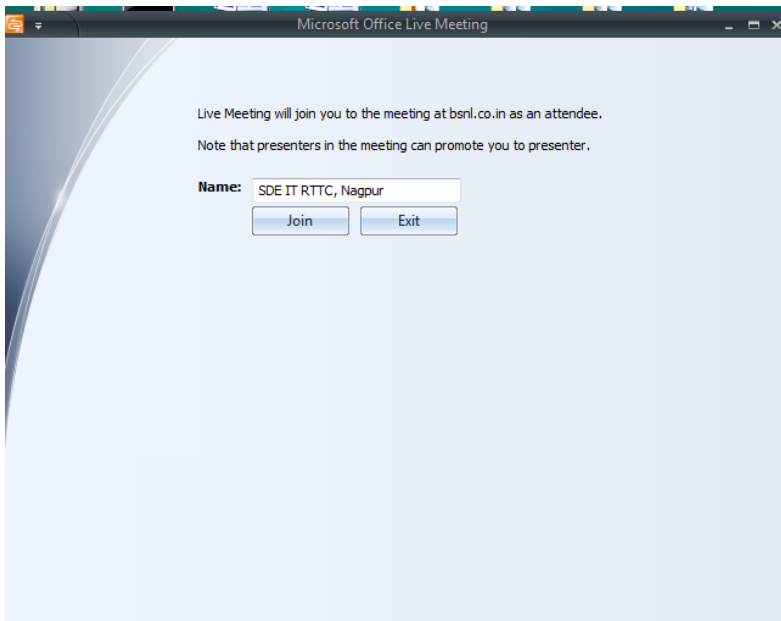 Microsoft Office Live Meeting
Live Meeting will join you to the meeting at bsnl.co.in as an attendee.
Note that presenters in the meeting can promote you to presenter.
Name: SDE IT RTTC, Nagpur
Join Exit